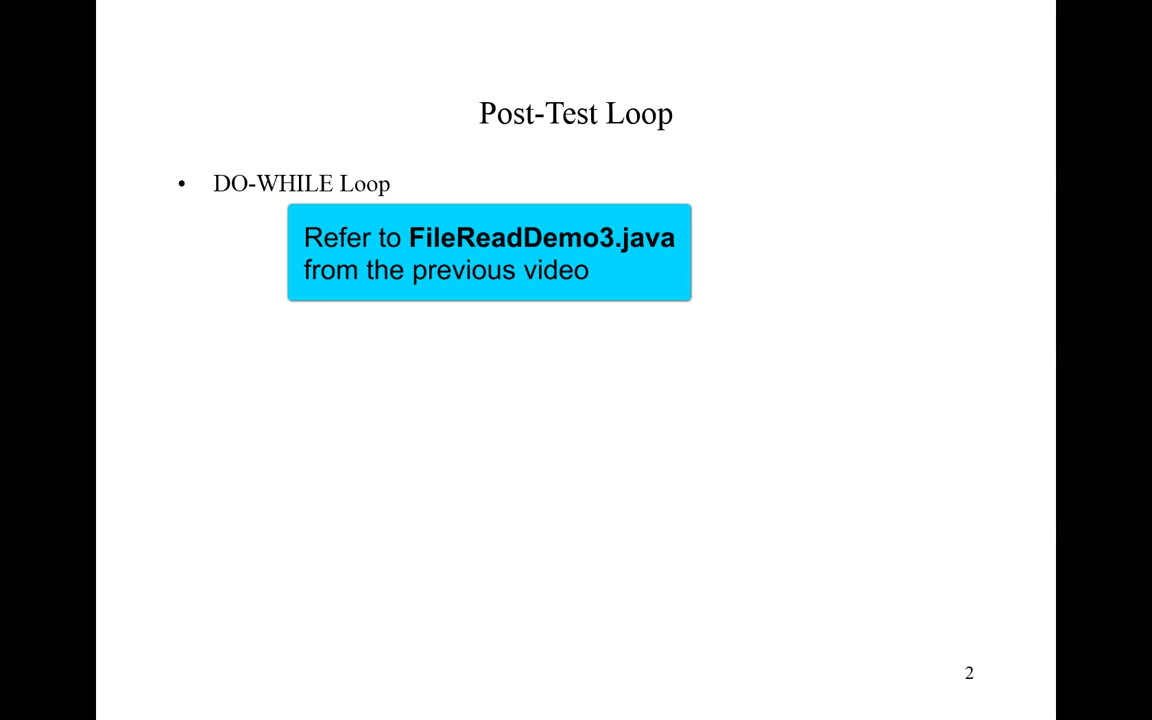 Post-Test Loop
• DO-WHILE Loop
Refer to FileReadDemo3.java
from the previous video
2